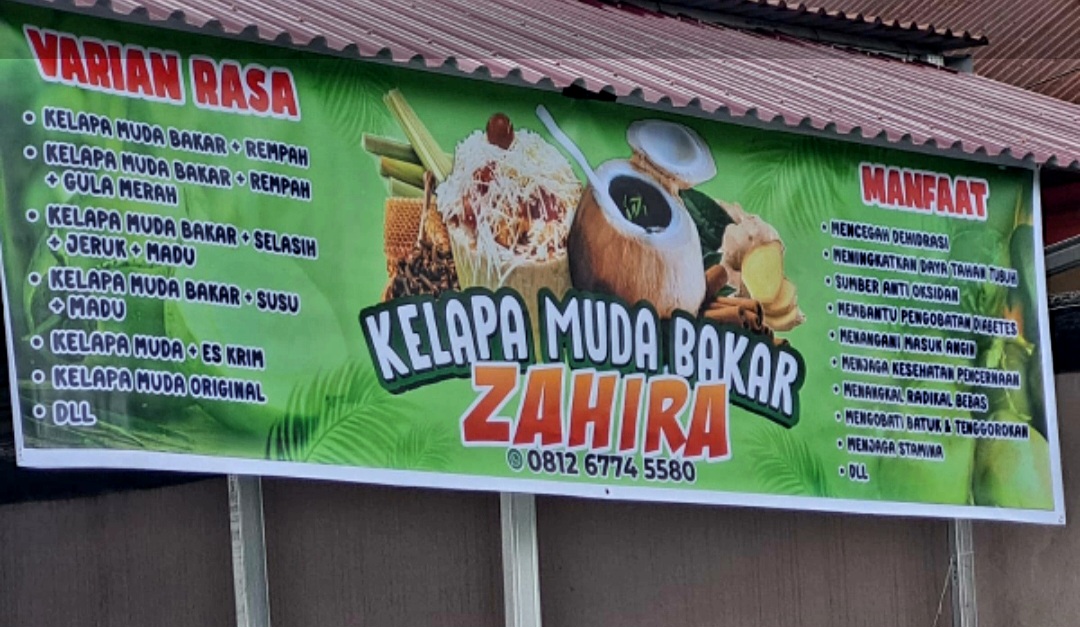 VARIAN RASA
• KELAPA MUDA BAKAR + REMPAH
• KELAPA MUDA BAKAR + REMPAH
+ GULA MERAH
• KELAPA MUDA BAKAR + SELASIH
+ JERUK + MADU
• KELAPA MUDA BAKAR + SUSU
+ MADU
• KELAPA MUDA + ES KRIM
• KELAPA MUDA ORIGINAL
• DLL
KELAPA MUDA BAKAR
ZAHIRA
0812 6774 5580
MANFAAT
• MENCEGAH DEHIDRASI
• MENINGKATKAN DAYA TAHAN TUBUH
• SUMBER ANTI OKSIDAN
• MEMBANTU PENGOBATAN DIABETES
• MENANGANI MASUK ANGIN
• MENJAGA KESEHATAN PENCERNAAN
• MENANGKAL RADIKAL BEBAS
• MENGOBATI BATUK & TENGGOROKAN
• MENJAGA STAMINA
• DLL